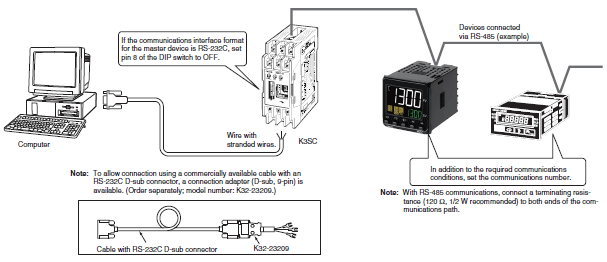 If the communications interface format
for the master device is RS-232C, set
pin 8 of the DIP switch to OFF.
Devices connected
via RS-485 (example)
1300
Computer
Wire with
stranded wires.
K3SC
In addition to the required communications
conditions, set the communications number.
Note: To allow connection using a commercially available cable with an
RS-232C D-sub connector, a connection adapter (D-sub, 9-pin) is
available. (Order separately; model number: K32-23209.)
Note: With RS-485 communications, connect a terminating resis-
tance (120 Ω, 1/2 W recommended) to both ends of the com-
munications path.
Cable with RS-232C D-sub connector
K32-23209